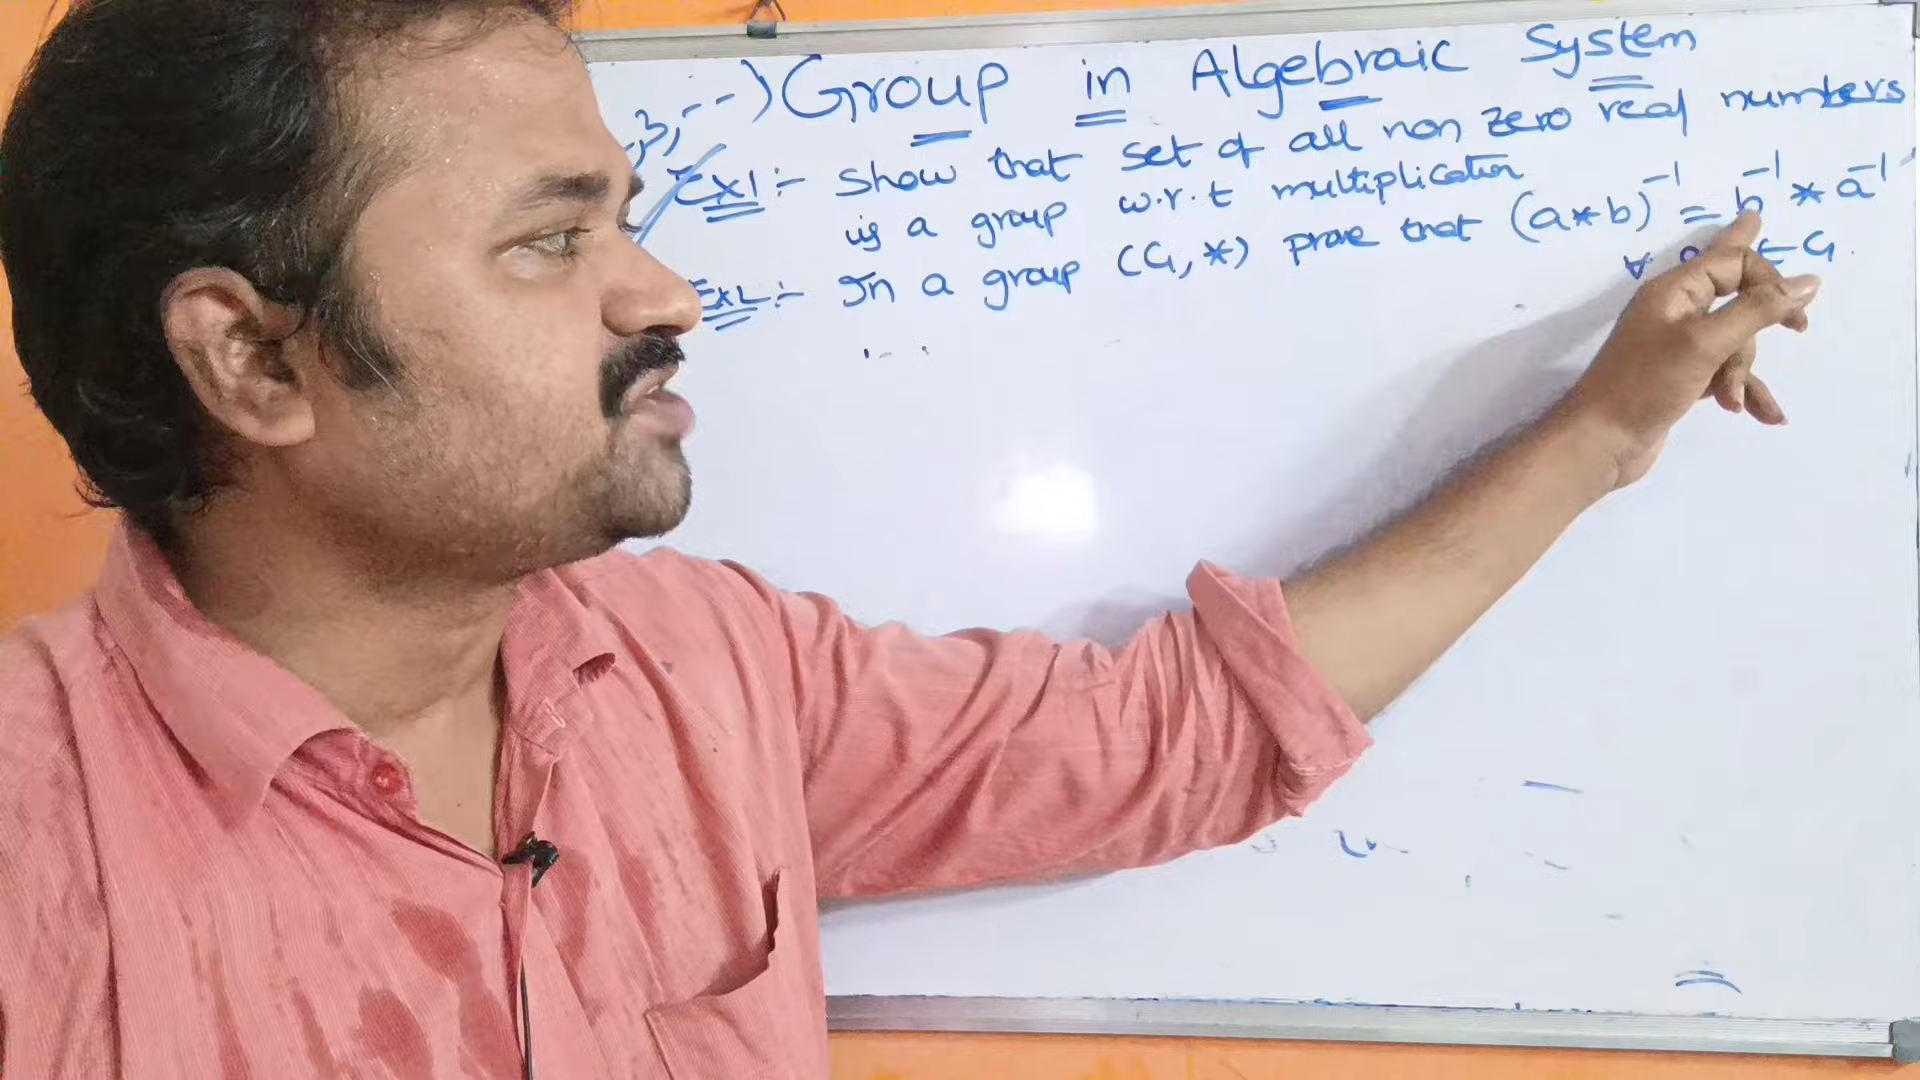 ,3,--) Group in Algebraic System
Ex1:- show that set of all non zero real numbers
is a group w.r.t multiplication
Ex2:- In a group (G,*) prove that (a*b)⁻¹ = b⁻¹ * a⁻¹
∀ G.